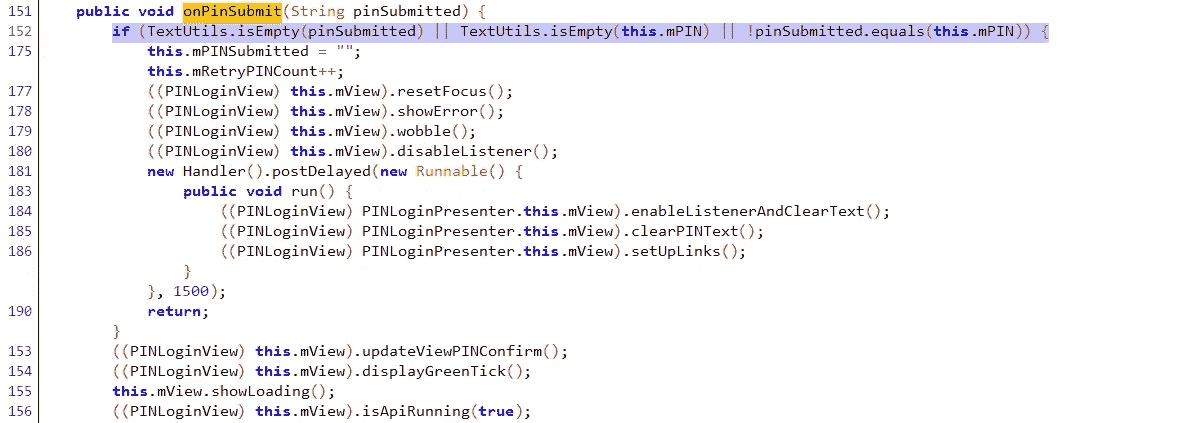 151 public void onPinSubmit(String pinSubmitted) {
152 if (TextUtils.isEmpty(pinSubmitted) || TextUtils.isEmpty(this.mPIN) || !pinSubmitted.equals(this.mPIN)) {
175 this.mPINSubmitted = "";
this.mRetryPINCount++;
177 ((PINLoginView) this.mView).resetFocus();
178 ((PINLoginView) this.mView).showError();
179 ((PINLoginView) this.mView).wobble();
180 ((PINLoginView) this.mView).disableListener();
181 new Handler().postDelayed(new Runnable() {
183 public void run() {
184 ((PINLoginView) PINLoginPresenter.this.mView).enableListenerAndClearText();
185 ((PINLoginView) PINLoginPresenter.this.mView).clearPINText();
186 ((PINLoginView) PINLoginPresenter.this.mView).setUpLinks();
}
}, 1500);
190 return;
}
153 ((PINLoginView) this.mView).updateViewPINConfirm();
154 ((PINLoginView) this.mView).displayGreenTick();
155 this.mView.showLoading();
156 ((PINLoginView) this.mView).isApiRunning(true);